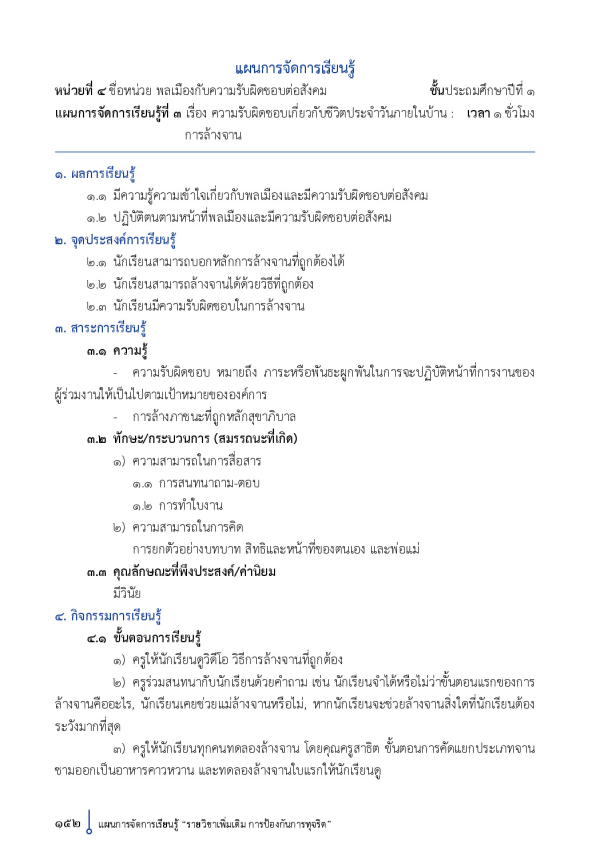 แผนการจัดการเรียนรู้
หน่วยที่ ๔ ชื่อหน่วย พลเมืองกับความรับผิดชอบต่อสังคม ชั้นประถมศึกษาปีที่ ๑
แผนการจัดการเรียนรู้ที่ ๓ เรื่อง ความรับผิดชอบเกี่ยวกับชีวิตประจำวันภายในบ้าน : เวลา ๑ ชั่วโมง
การล้างจาน
๑. ผลการเรียนรู้
๑.๑ มีความรู้ความเข้าใจเกี่ยวกับพลเมืองและมีความรับผิดชอบต่อสังคม
๑.๒ ปฏิบัติตนตามหน้าที่พลเมืองและมีความรับผิดชอบต่อสังคม
๒. จุดประสงค์การเรียนรู้
๒.๑ นักเรียนสามารถบอกหลักการล้างจานที่ถูกต้องได้
๒.๒ นักเรียนสามารถล้างจานได้ด้วยวิธีที่ถูกต้อง
๒.๓ นักเรียนมีความรับผิดชอบในการล้างจาน
๓. สาระการเรียนรู้
๓.๑ ความรู้
- ความรับผิดชอบ หมายถึง ภาระหรือพันธะผูกพันในการจะปฏิบัติหน้าที่การงานของ
ผู้ร่วมงานให้เป็นไปตามเป้าหมายขององค์การ
- การล้างภาชนะที่ถูกหลักสุขาภิบาล
๓.๒ ทักษะ/กระบวนการ (สมรรถนะที่เกิด)
๑) ความสามารถในการสื่อสาร
๑.๑ การสนทนาถาม-ตอบ
๑.๒ การทำใบงาน
๒) ความสามารถในการคิด
การยกตัวอย่างบทบาท สิทธิและหน้าที่ของตนเอง และพ่อแม่
๓.๓ คุณลักษณะที่พึงประสงค์/ค่านิยม
มีวินัย
๔. กิจกรรมการเรียนรู้
๔.๑ ขั้นตอนการเรียนรู้
๑) ครูให้นักเรียนดูวิดีโอ วิธีการล้างจานที่ถูกต้อง
๒) ครูร่วมสนทนากับนักเรียนด้วยคำถาม เช่น นักเรียนจำได้หรือไม่ว่าขั้นตอนแรกของการ
ล้างจานคืออะไร, นักเรียนเคยช่วยแม่ล้างจานหรือไม่, หากนักเรียนจะช่วยล้างจานสิ่งใดที่นักเรียนต้อง
ระวังมากที่สุด
๓) ครูให้นักเรียนทุกคนทดลองล้างจาน โดยคุณครูสาธิต ขั้นตอนการคัดแยกประเภทจาน
ชามออกเป็นอาหารคาวหวาน และทดลองล้างจานใบแรกให้นักเรียนดู
๑๕๒ แผนการจัดการเรียนรู้ "รายวิชาเพิ่มเติม การป้องกันการทุจริต"